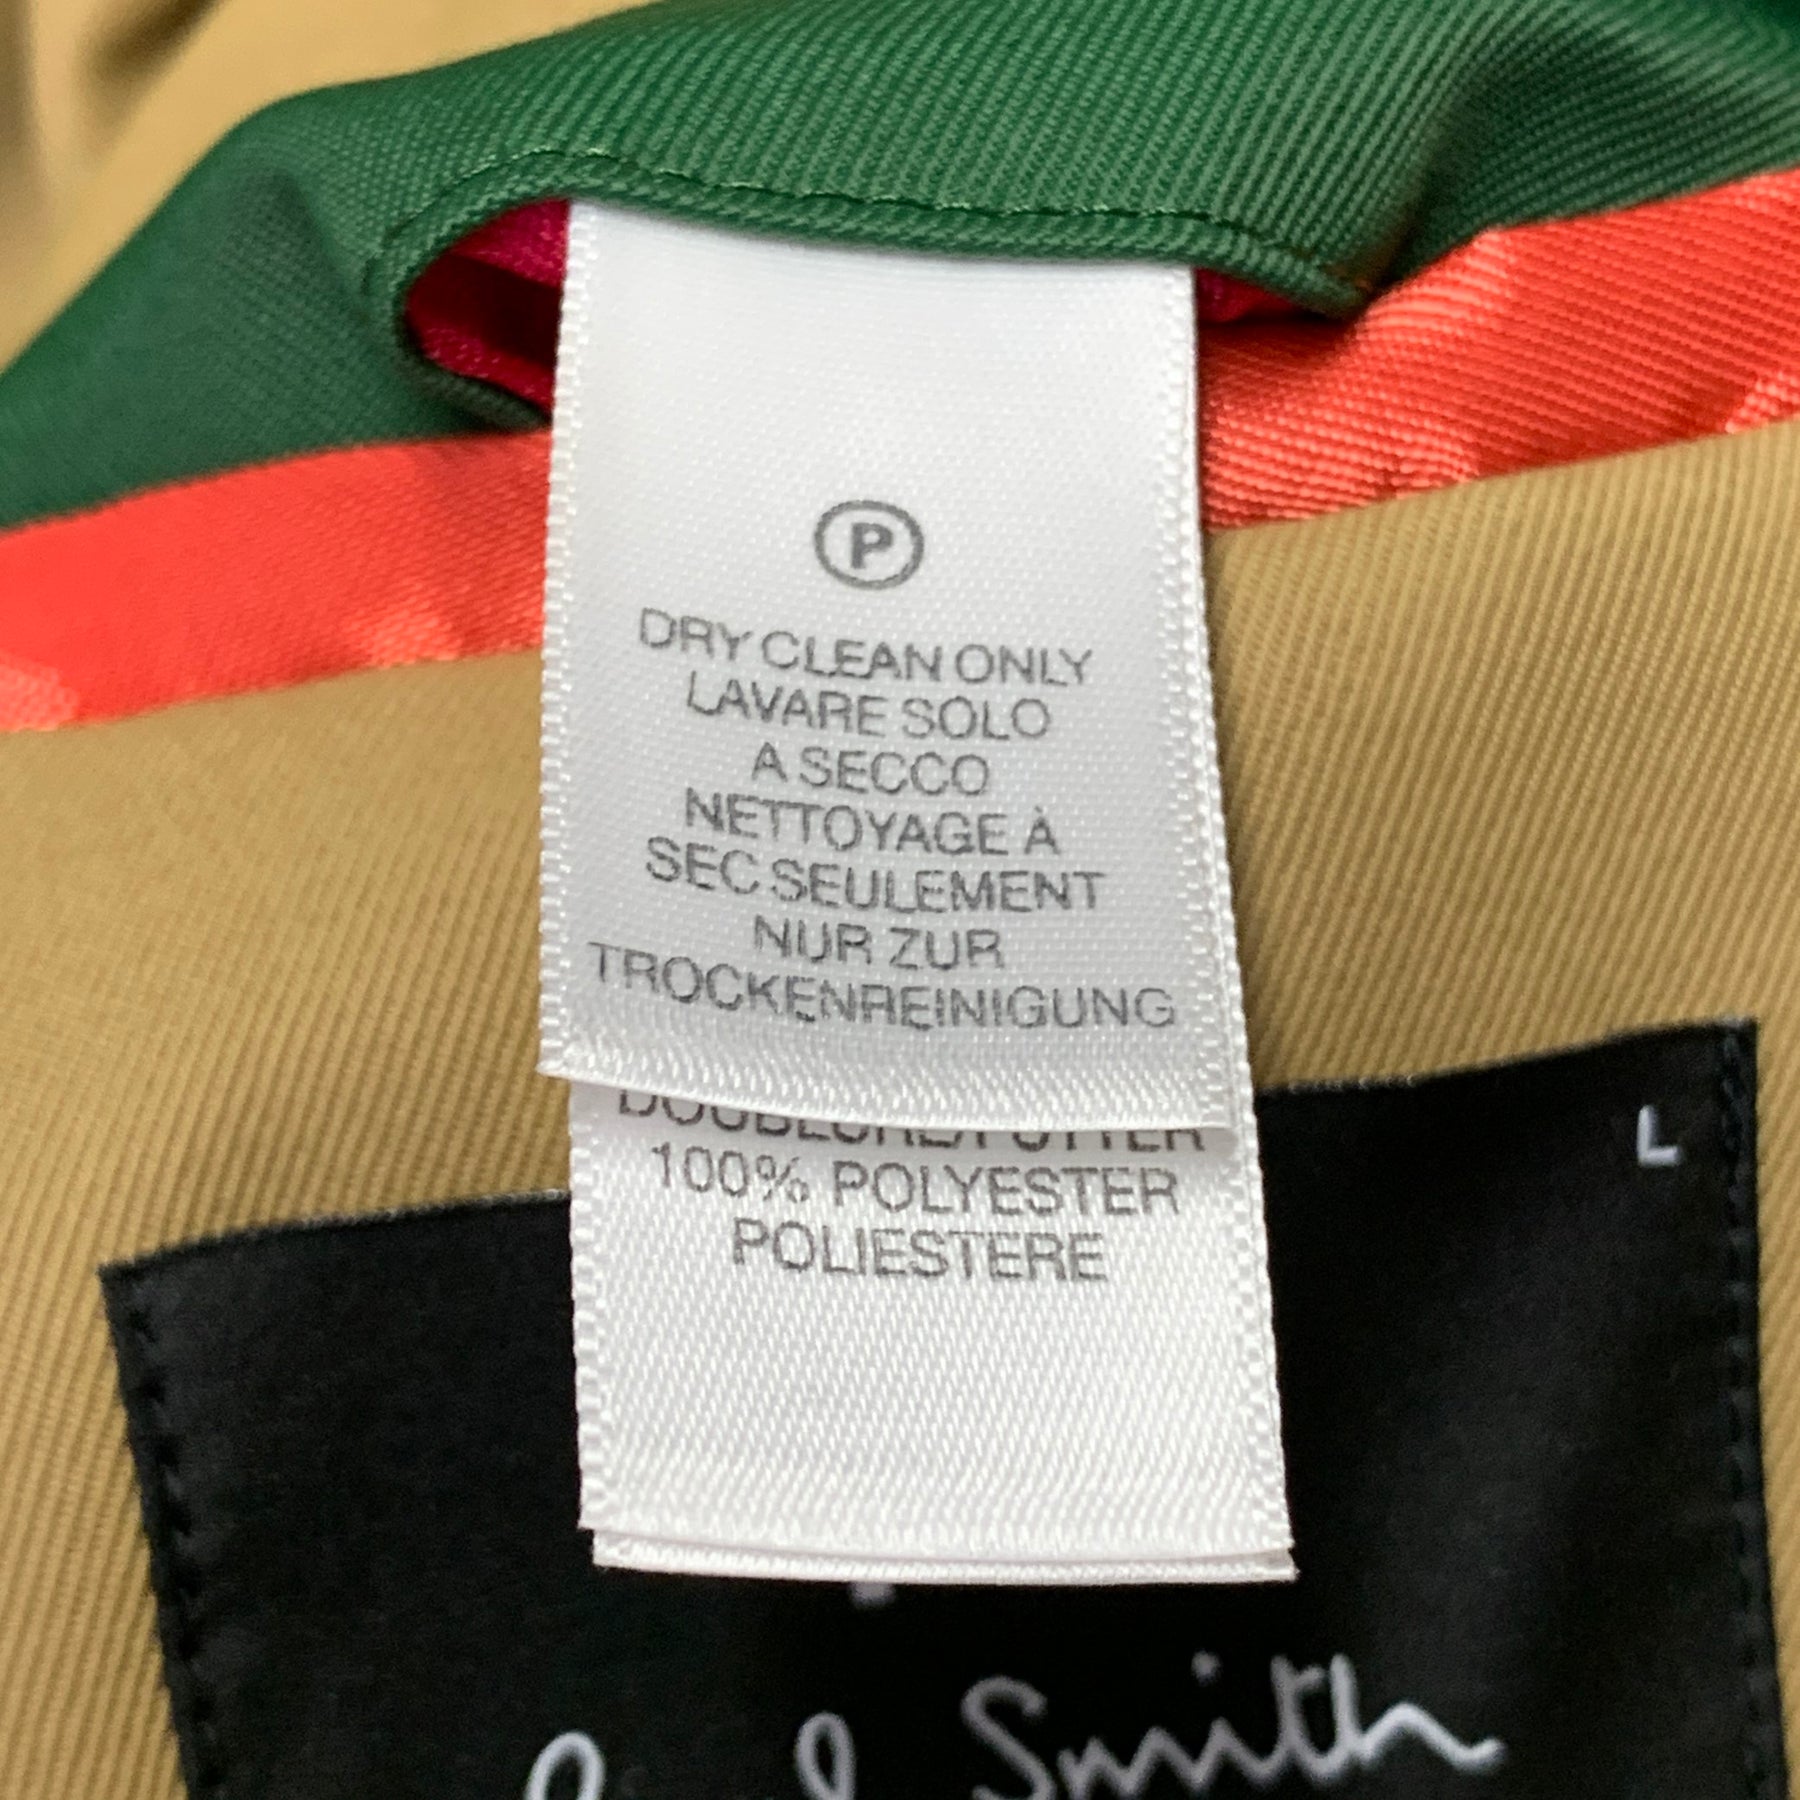 P
DRY CLEAN ONLY
LAVARE SOLO
A SECCO
NETTOYAGE À
SEC SEULEMENT
NUR ZUR
TROCKENREINIGUNG
100% POLYESTER
POLIESTERE
L
Smith